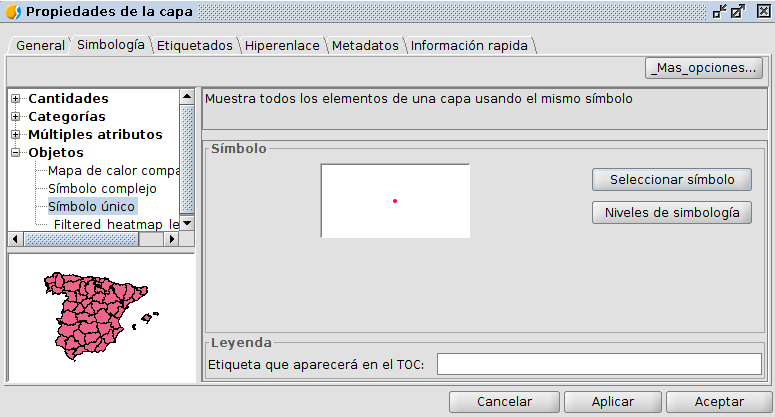 Propiedades de la capa
General Simbología Etiquetados Hiperenlace Metadatos Información rapida
_Mas_opciones...
Cantidades
Categorías
Múltiples atributos
Objetos
Mapa de calor compa
Símbolo complejo
Símbolo único
Filtered heatmap le
Muestra todos los elementos de una capa usando el mismo símbolo
Símbolo
Seleccionar símbolo
Niveles de simbología
Leyenda
Etiqueta que aparecerá en el TOC:
Cancelar Aplicar Aceptar